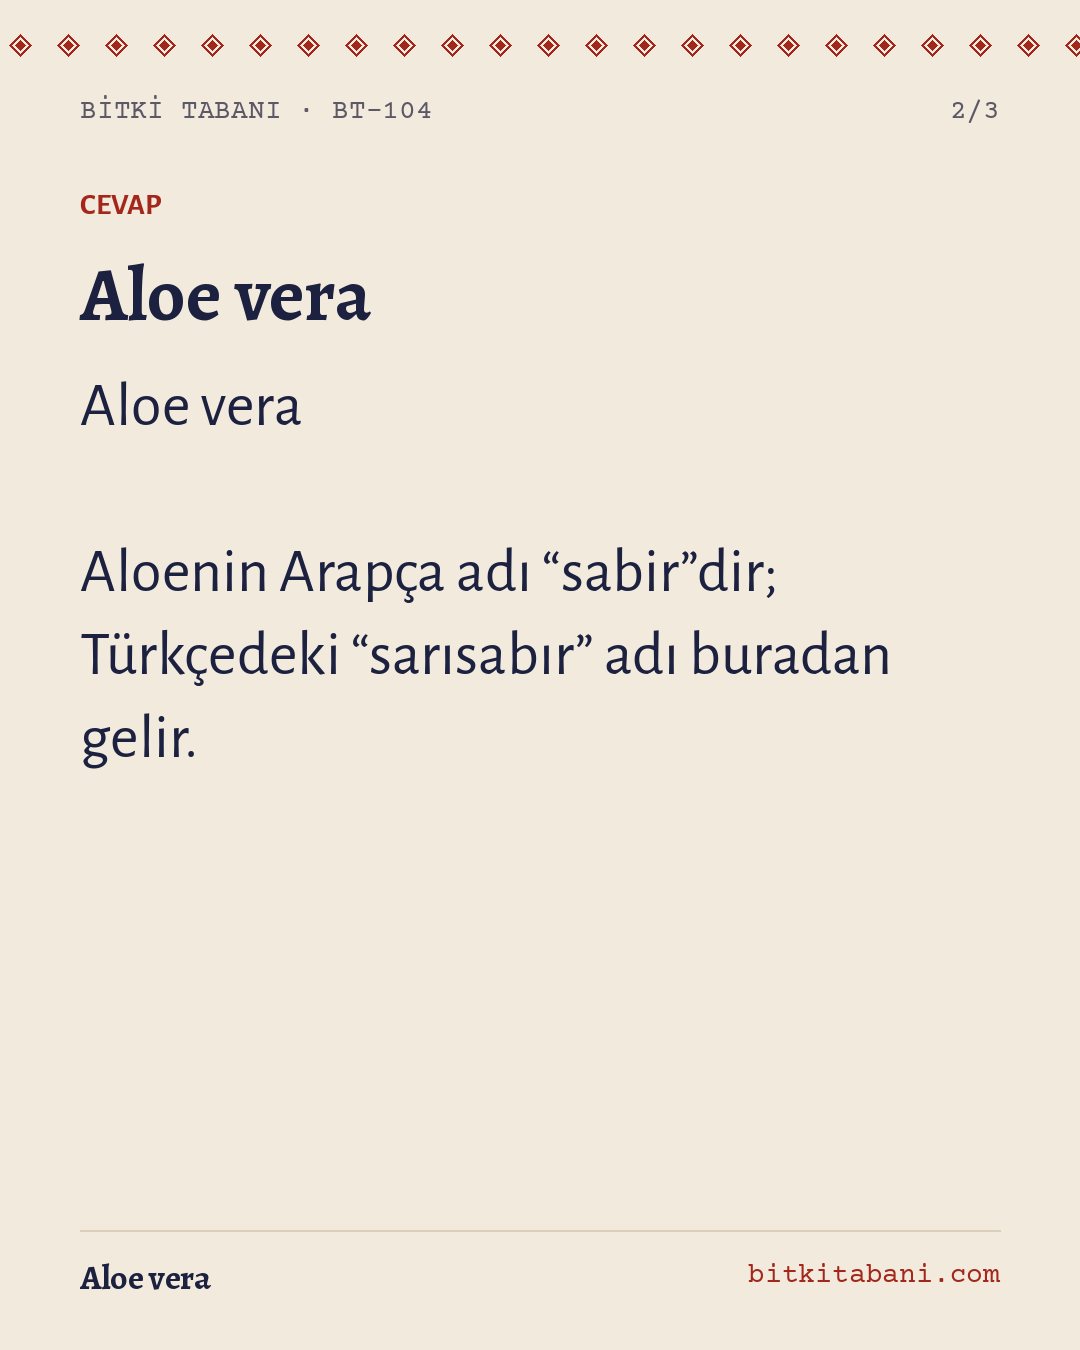 BİTKİ TABANI · BT-104
2/3
CEVAP
Aloe vera
Aloe vera
Aloenin Arapça adı “sabir”dir;
Türkçedeki “sarısabır” adı buradan
gelir.
Aloe vera
bitkitabani.com